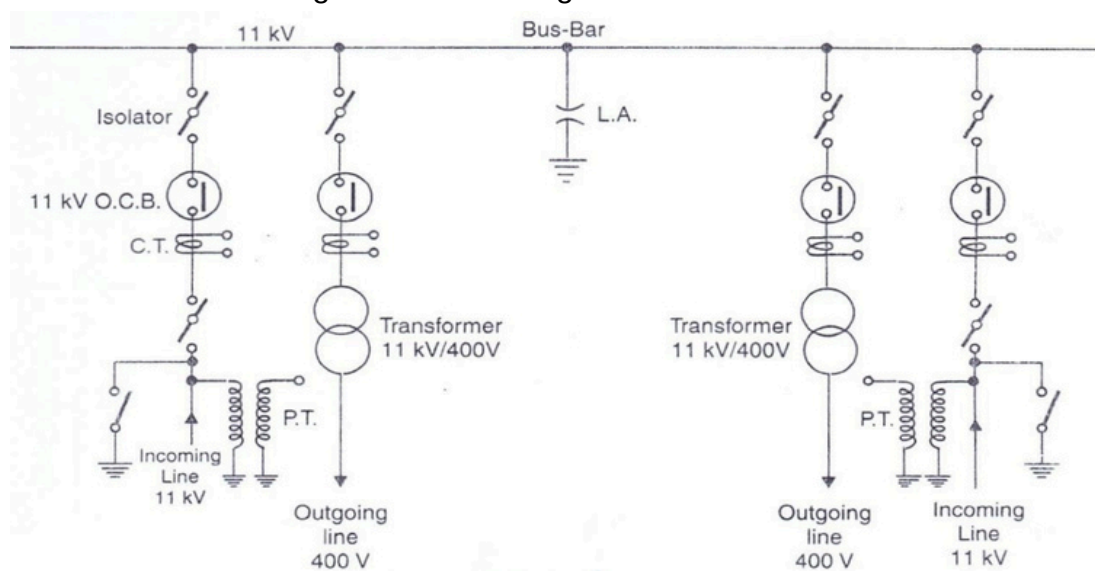 11 kV
Bus-Bar
Isolator
L.A.
11 kV O.C.B.
C.T.
Transformer
11 kV/400V
Transformer
11 kV/400V
P.T.
P.T.
Incoming
Line
11 kV
Outgoing
line
400 V
Outgoing
line
400 V
Incoming
Line
11 kV